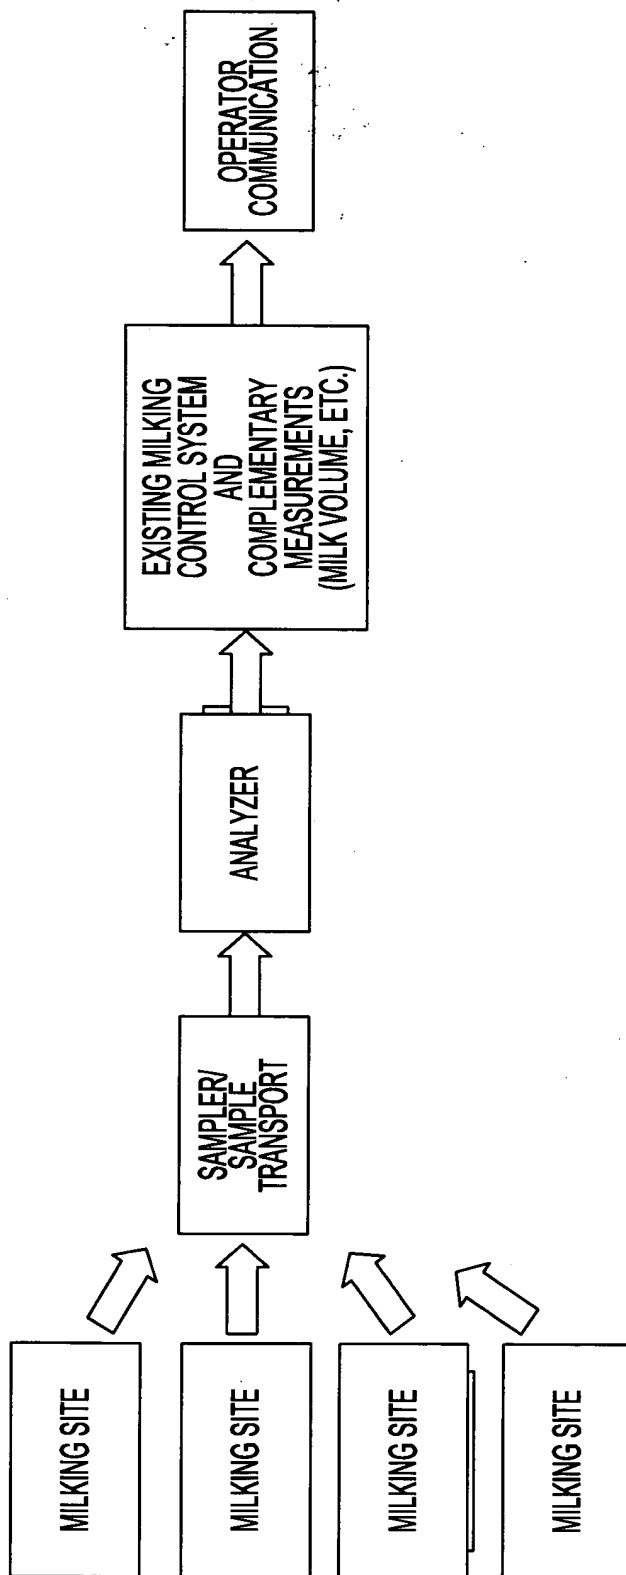 MILKING SITE
MILKING SITE
MILKING SITE
MILKING SITE
SAMPLER/
SAMPLE
TRANSPORT
ANALYZER
EXISTING MILKING
CONTROL SYSTEM
AND
COMPLEMENTARY
MEASUREMENTS
(MILK VOLUME, ETC.)
OPERATOR
COMMUNICATION